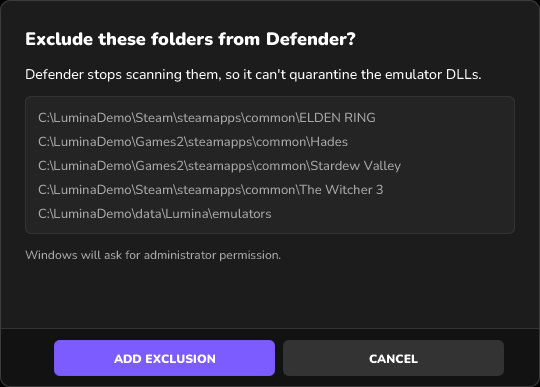 Exclude these folders from Defender?
Defender stops scanning them, so it can't quarantine the emulator DLLs.
C:\LuminaDemo\Steam\steamapps\common\ELDEN RING
C:\LuminaDemo\Games2\steamapps\common\Hades
C:\LuminaDemo\Games2\steamapps\common\Stardew Valley
C:\LuminaDemo\Steam\steamapps\common\The Witcher 3
C:\LuminaDemo\data\Lumina\emulators
Windows will ask for administrator permission.
ADD EXCLUSION
CANCEL